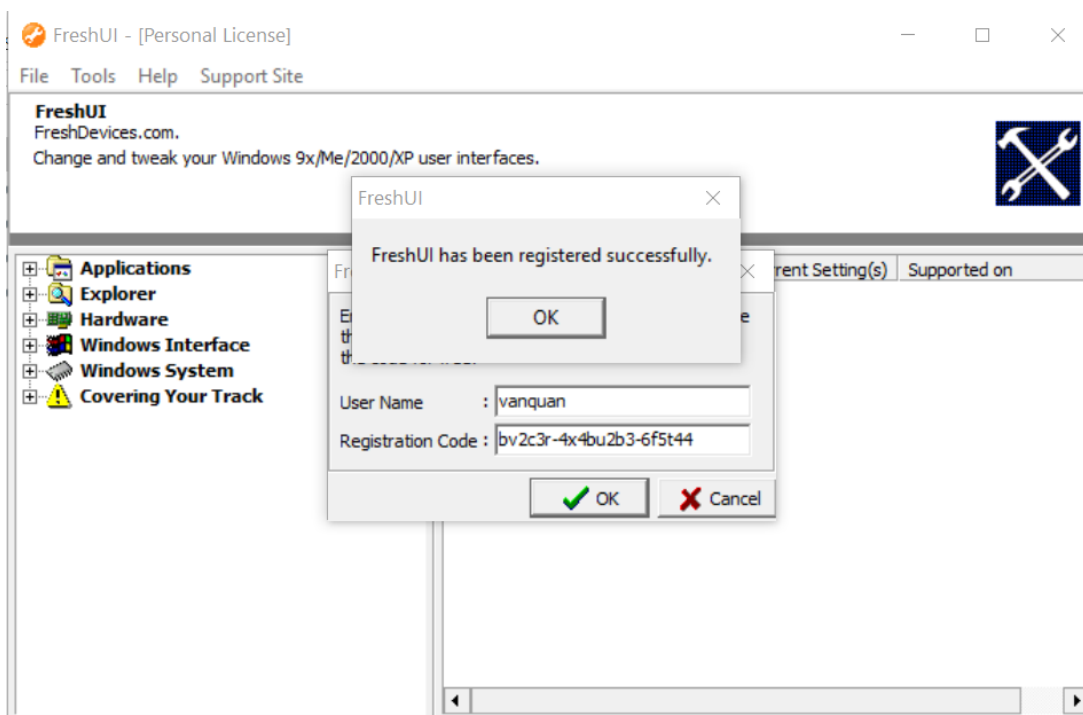 FreshUI - [Personal License]
File Tools Help Support Site
FreshUI
FreshDevices.com.
Change and tweak your Windows 9x/Me/2000/XP user interfaces.
FreshUI
FreshUI has been registered successfully.
OK
Applications
Explorer
Hardware
Windows Interface
Windows System
Covering Your Track
Setting(s) Supported on
User Name : vanquan
Registration Code : bv2c3r-4x4bu2b3-6f5t44
OK Cancel